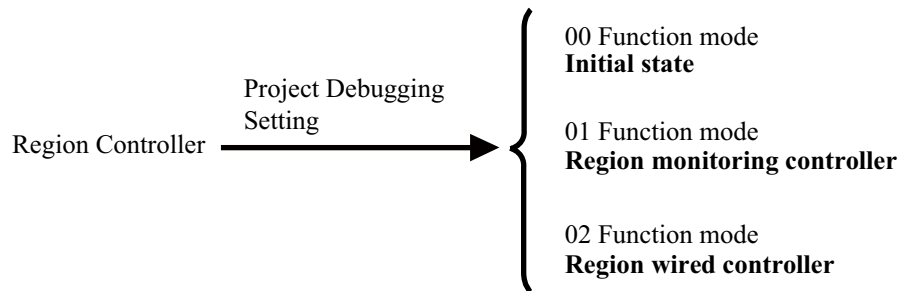 Region Controller
Project Debugging
Setting
00 Function mode
Initial state
01 Function mode
Region monitoring controller
02 Function mode
Region wired controller